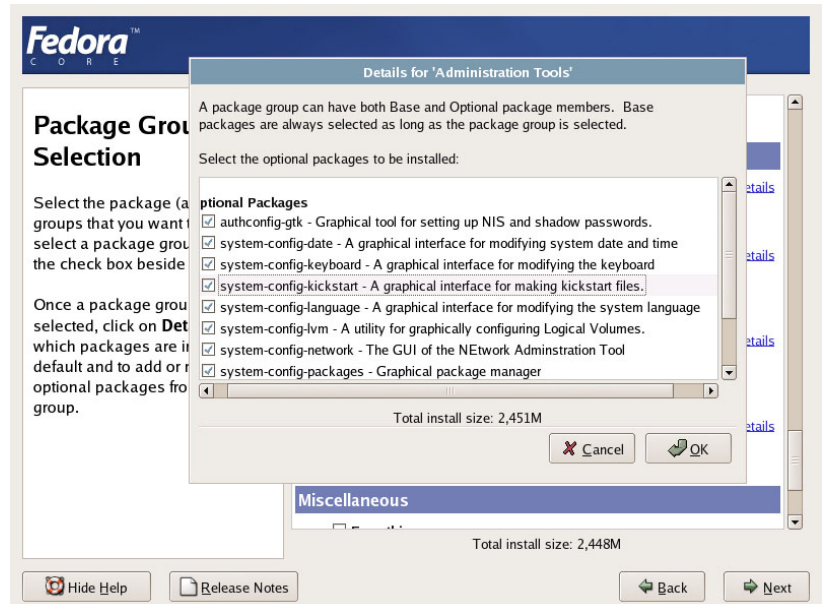 Fedora™
CORE
Details for 'Administration Tools'
A package group can have both Base and Optional package members. Base
packages are always selected as long as the package group is selected.
Select the optional packages to be installed:
ptional Packages
authconfig-gtk - Graphical tool for setting up NIS and shadow passwords.
system-config-date - A graphical interface for modifying system date and time
system-config-keyboard - A graphical interface for modifying the keyboard
system-config-kickstart - A graphical interface for making kickstart files.
system-config-language - A graphical interface for modifying the system language
system-config-lvm - A utility for graphically configuring Logical Volumes.
system-config-network - The GUI of the NEtwork Adminstration Tool
system-config-packages - Graphical package manager
Total install size: 2,451M
Cancel
OK
Package Grou
Selection
Select the package (a
groups that you want t
select a package grou
the check box beside
Once a package grou
selected, click on Det
which packages are in
default and to add or r
optional packages fro
group.
etails
etails
etails
etails
Miscellaneous
Total install size: 2,448M
Hide Help
Release Notes
Back
Next